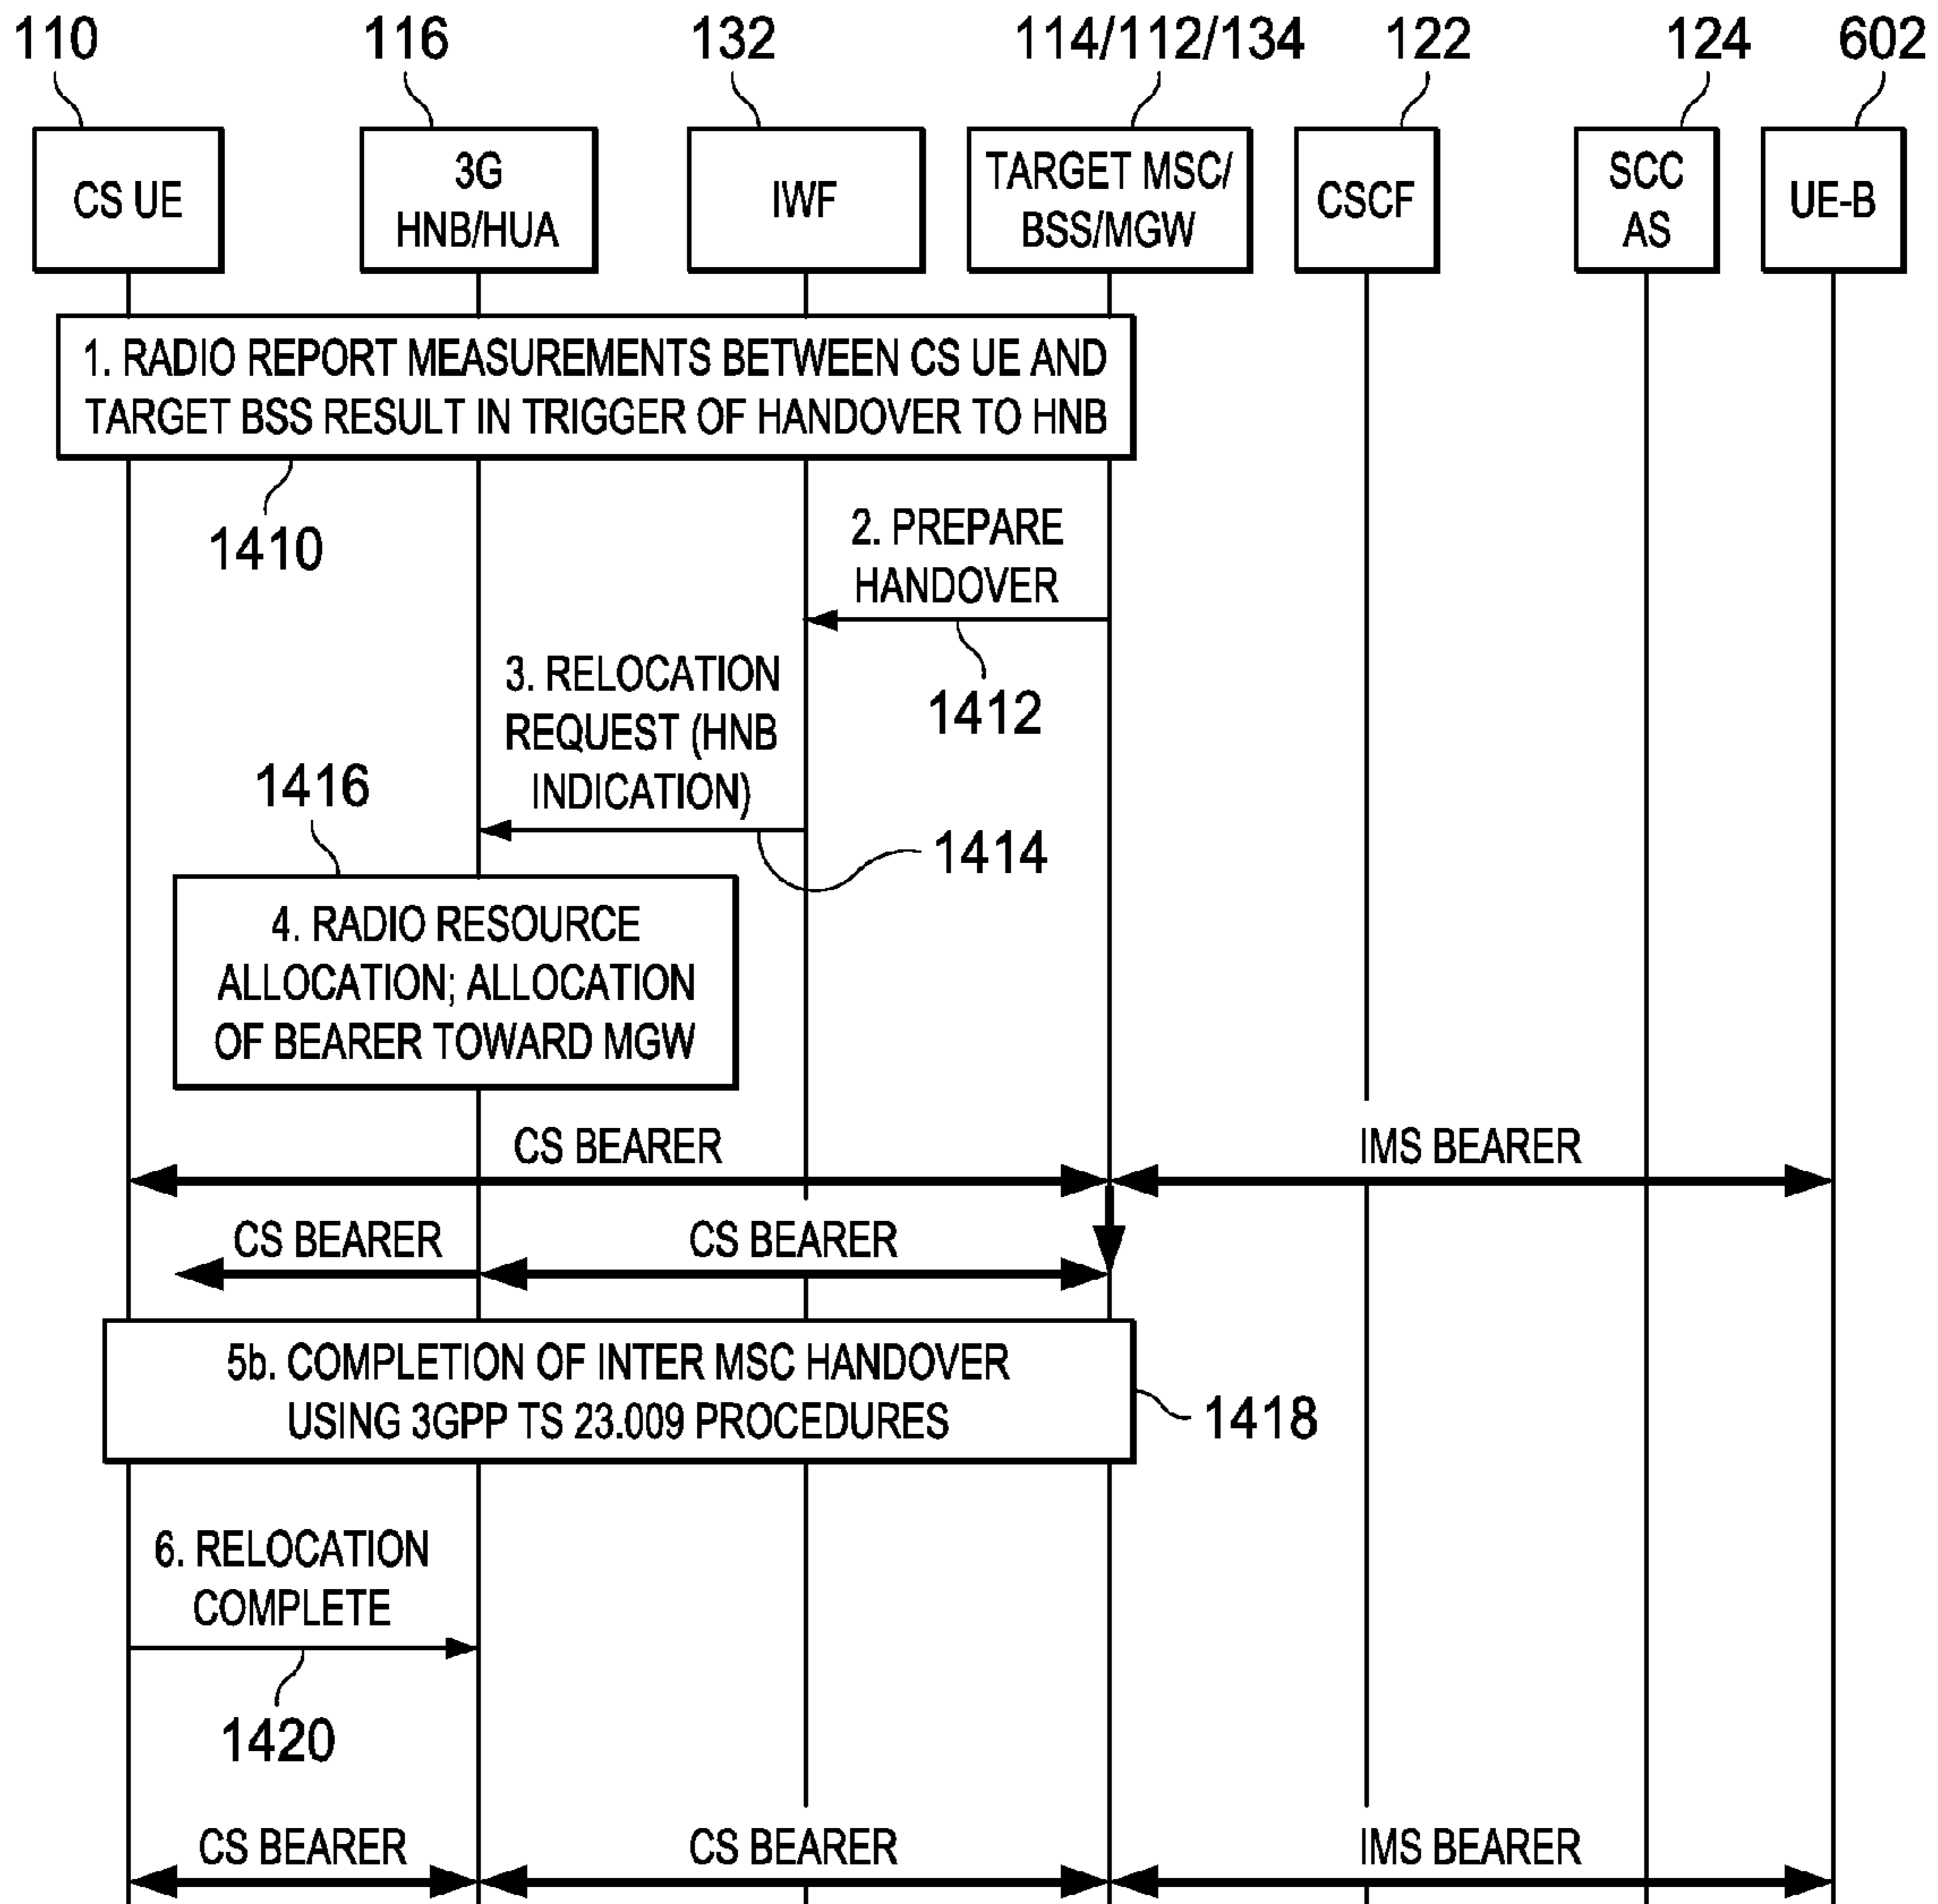 110
116
132
114/112/134
122
124
602
CS UE
3G
HNB/HUA
IWF
TARGET MSC/
BSS/MGW
CSCF
SCC
AS
UE-B
1. RADIO REPORT MEASUREMENTS BETWEEN CS UE AND
TARGET BSS RESULT IN TRIGGER OF HANDOVER TO HNB
1410
2. PREPARE
HANDOVER
1412
3. RELOCATION
REQUEST (HNB
INDICATION)
1414
1416
4. RADIO RESOURCE
ALLOCATION; ALLOCATION
OF BEARER TOWARD MGW
CS BEARER
IMS BEARER
CS BEARER
CS BEARER
5b. COMPLETION OF INTER MSC HANDOVER
USING 3GPP TS 23.009 PROCEDURES
1418
6. RELOCATION
COMPLETE
1420
CS BEARER
CS BEARER
IMS BEARER